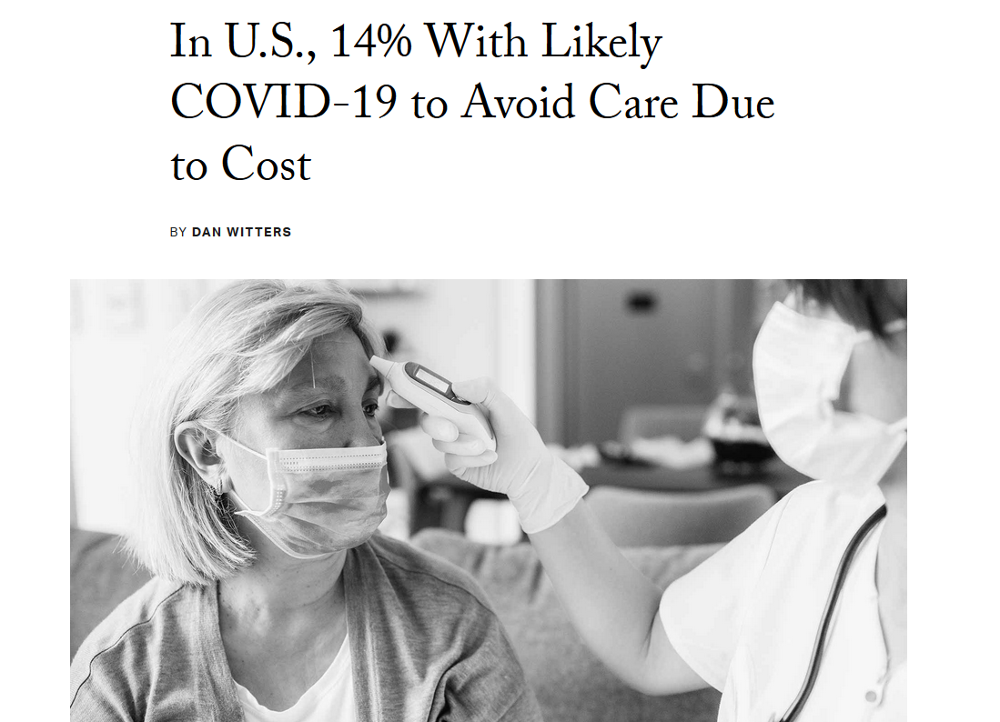 In U.S., 14% With Likely
COVID-19 to Avoid Care Due
to Cost
BY DAN WITTERS